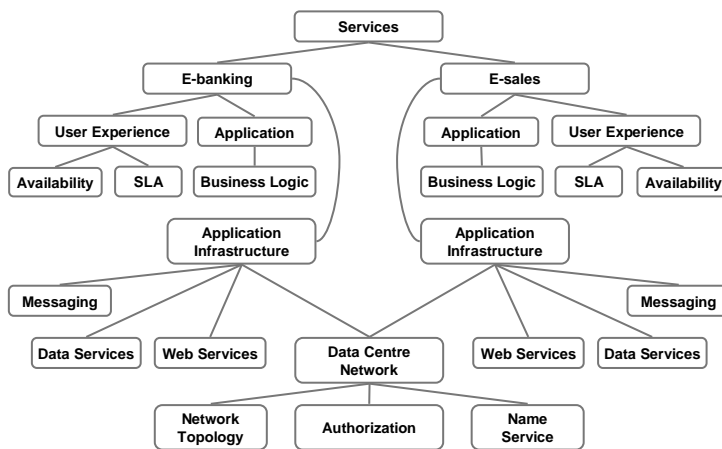 Services
E-banking
E-sales
User Experience
Application
Application
User Experience
Availability
SLA
Business Logic
Business Logic
SLA
Availability
Application
Infrastructure
Application
Infrastructure
Messaging
Messaging
Data Services
Web Services
Data Centre
Network
Web Services
Data Services
Network
Topology
Authorization
Name
Service